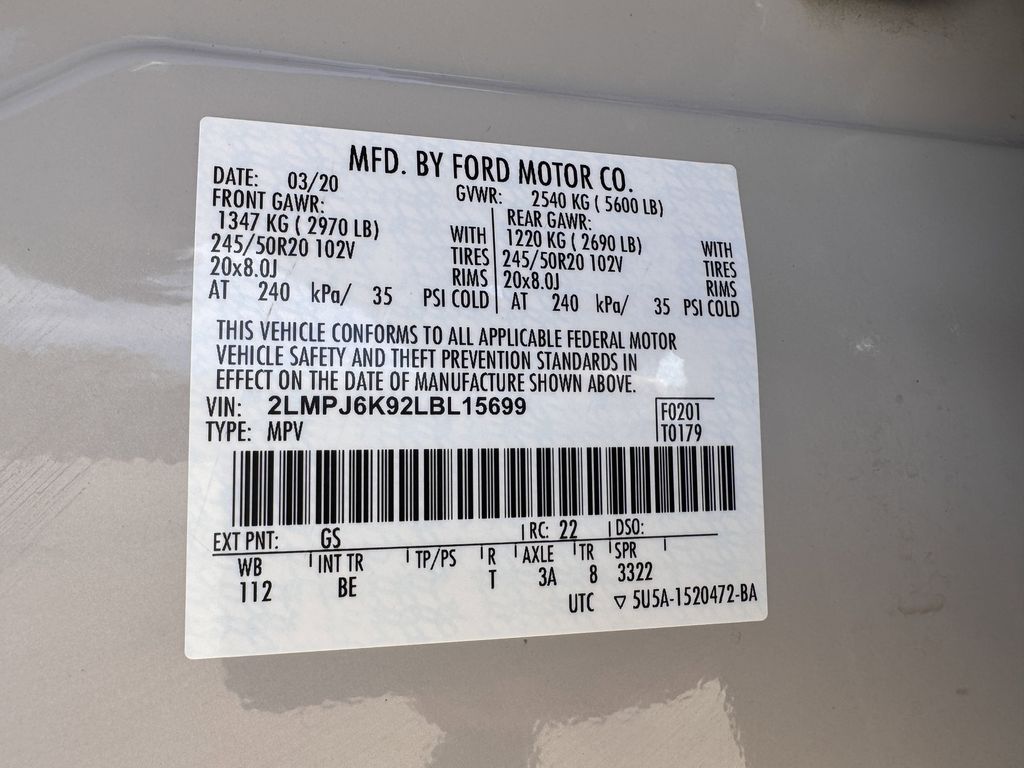 MFD. BY FORD MOTOR CO.
DATE: 03/20 GVWR: 2540 KG ( 5600 LB)
FRONT GAWR: REAR GAWR:
1347 KG ( 2970 LB) WITH 1220 KG ( 2690 LB) WITH
245/50R20 102V TIRES 245/50R20 102V TIRES
20x8.0J RIMS 20x8.0J RIMS
AT 240 kPa/ 35 PSI COLD AT 240 kPa/ 35 PSI COLD
THIS VEHICLE CONFORMS TO ALL APPLICABLE FEDERAL MOTOR
VEHICLE SAFETY AND THEFT PREVENTION STANDARDS IN
EFFECT ON THE DATE OF MANUFACTURE SHOWN ABOVE.
VIN: 2LMPJ6K92LBL15699 F0201
TYPE: MPV T0179
EXT PNT: GS RC: 22 DSO:
WB INT TR TP/PS R AXLE TR SPR
112 BE T 3A 8 3322
UTC ▽ 5U5A-1520472-BA